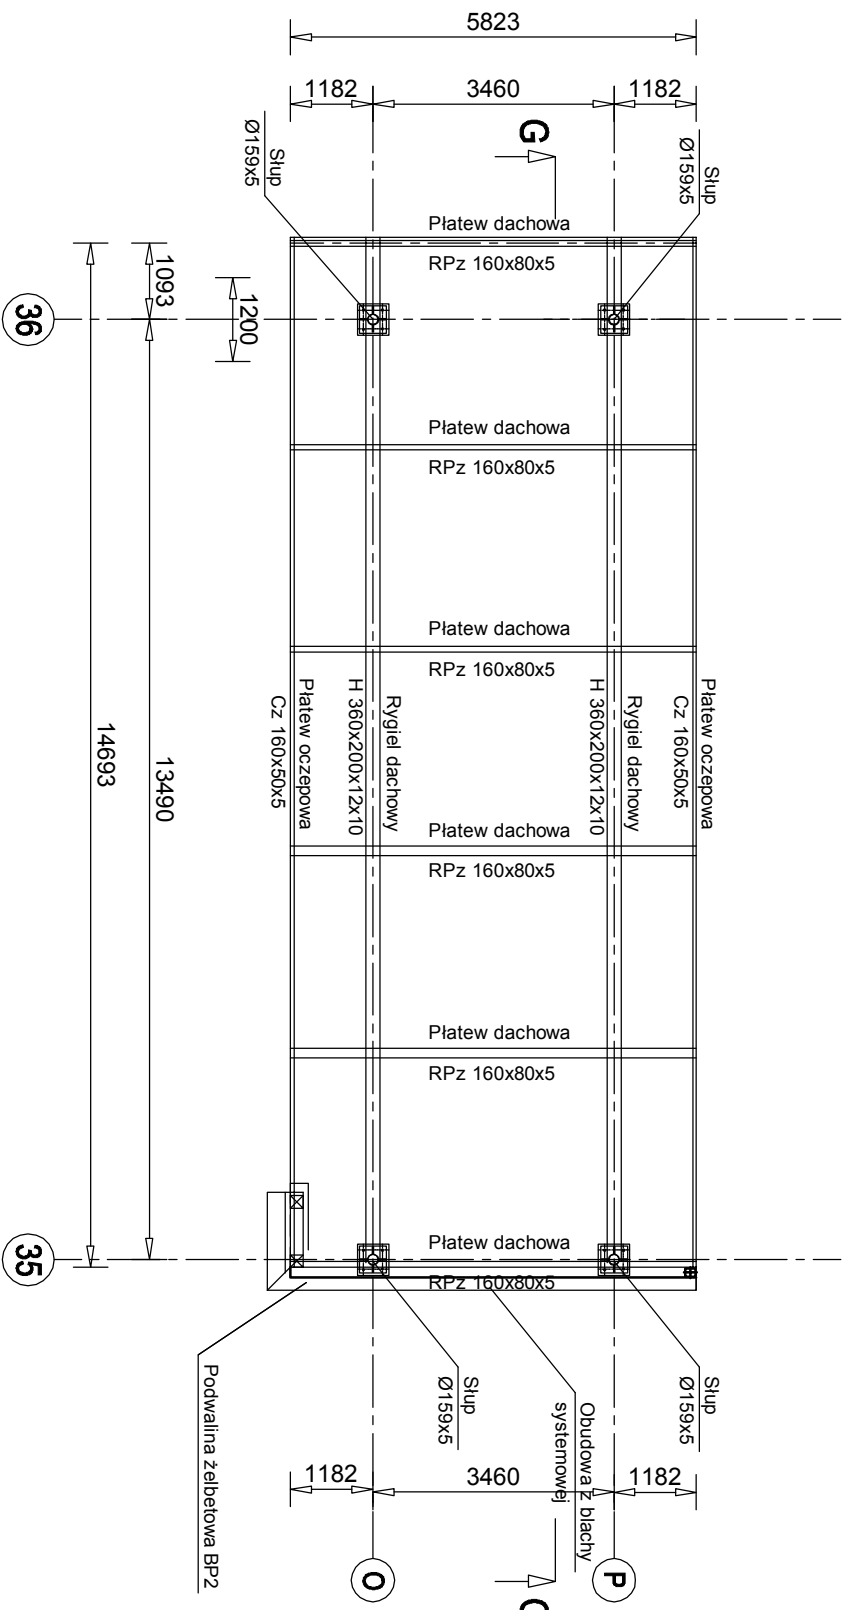 5823
1182
3460
1182
G
Słup
Ø159x5
Słup
Ø159x5
Płatew dachowa
RPz 160x80x5
1093
1200
36
Płatew dachowa
RPz 160x80x5
Płatew dachowa
RPz 160x80x5
Płatew oczepowa
Cz 160x50x5
Rygiel dachowy
H 360x200x12x10
Rygiel dachowy
H 360x200x12x10
Płatew oczepowa
Cz 160x50x5
14693
13490
Płatew dachowa
RPz 160x80x5
Płatew dachowa
RPz 160x80x5
Płatew dachowa
RPz 160x80x5
35
Słup
Ø159x5
Słup
Ø159x5
Obudowa z blachy
systemowej
Podwalina żelbetowa BP2
1182
3460
1182
O
P